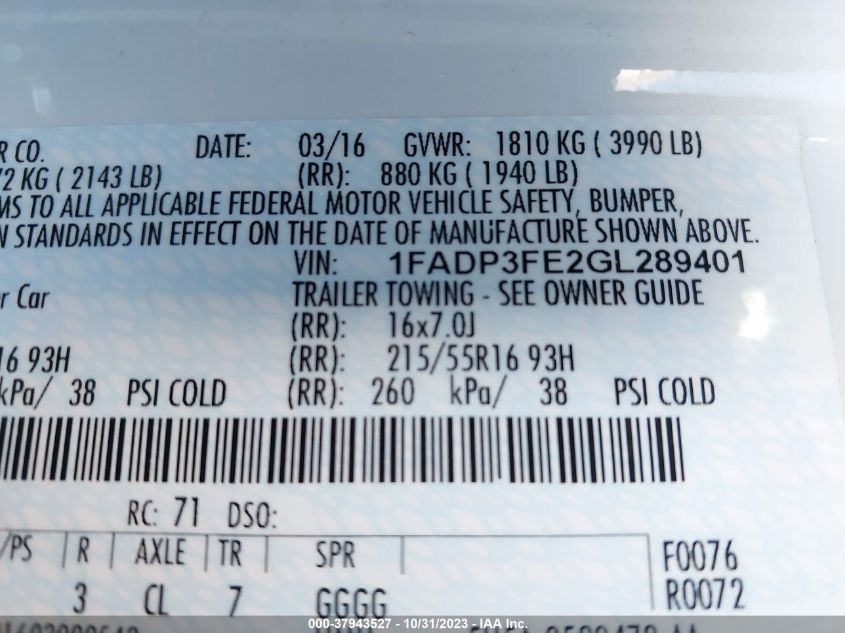 R CO. DATE: 03/16 GVWR: 1810 KG ( 3990 LB)
2 KG ( 2143 LB) (RR): 880 KG ( 1940 LB)
MS TO ALL APPLICABLE FEDERAL MOTOR VEHICLE SAFETY, BUMPER,
N STANDARDS IN EFFECT ON THE DATE OF MANUFACTURE SHOWN ABOVE.
VIN: 1FADP3FE2GL289401
r Car TRAILER TOWING - SEE OWNER GUIDE
(RR): 16x7.0J
16 93H (RR): 215/55R16 93H
kPa/ 38 PSI COLD (RR): 260 kPa/ 38 PSI COLD
RC: 71 DSO:
/PS R AXLE TR SPR F0076
3 CL 7 GGGG R0072
000-37943527 - 10/31/2023 - IAAI.COM